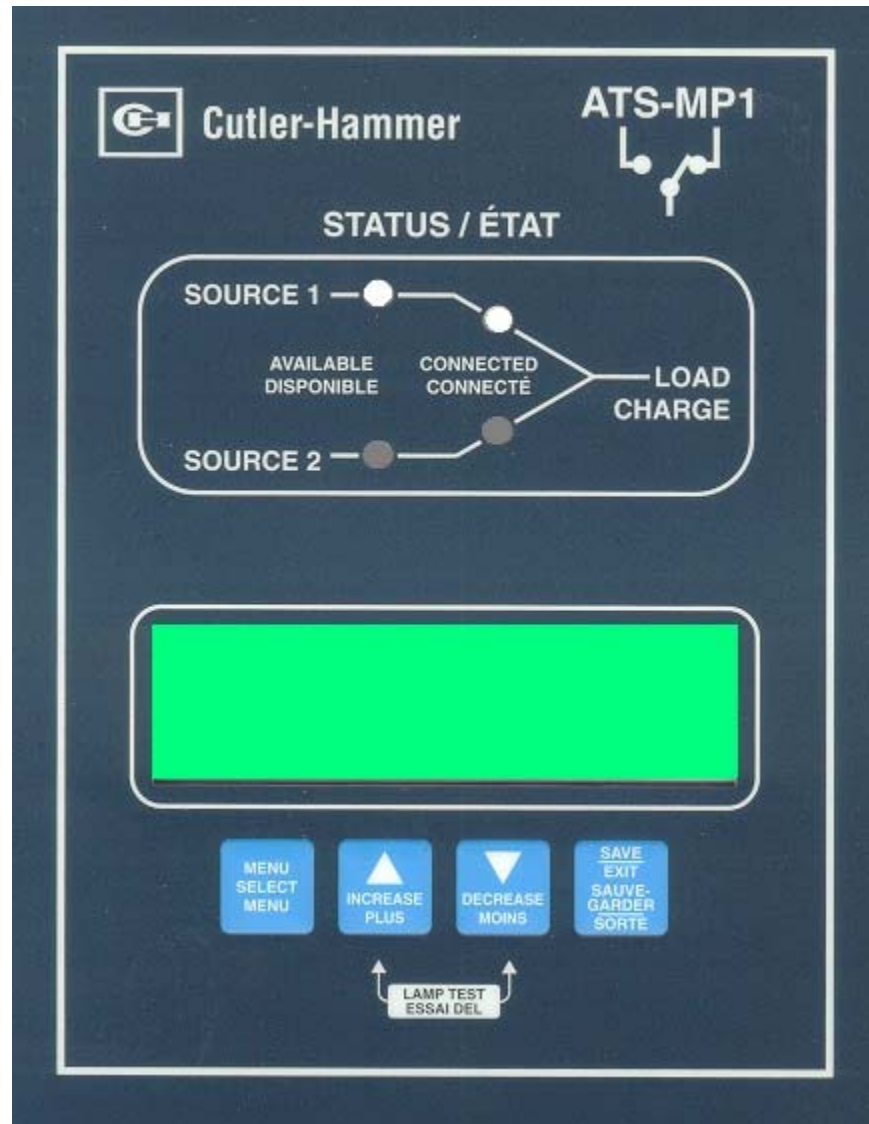 Cutler-Hammer
ATS-MP1
STATUS / ÉTAT
SOURCE 1
AVAILABLE
DISPONIBLE
CONNECTED
CONNECTÉ
LOAD
CHARGE
SOURCE 2
MENU
SELECT
MENU
INCREASE
PLUS
DECREASE
MOINS
SAVE
EXIT
SAUVE-
GARDER
SORTE
LAMP TEST
ESSAI DEL